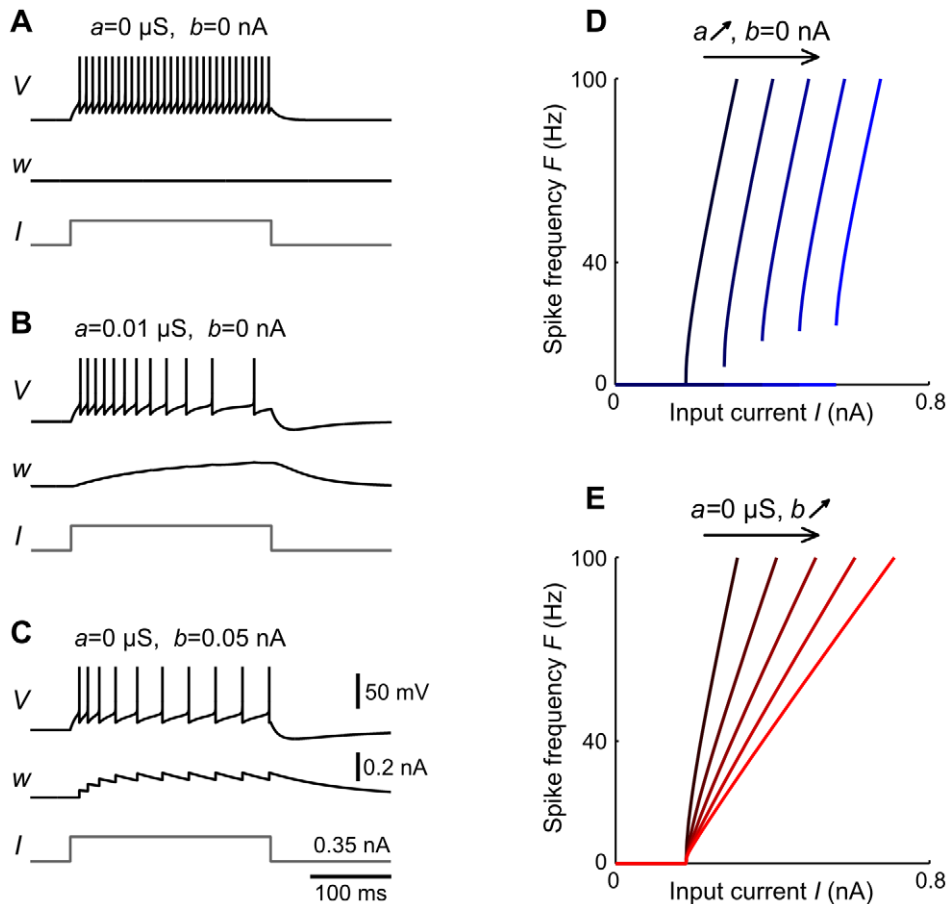 A
a=0 µS, b=0 nA
V
w
I
B
a=0.01 µS, b=0 nA
V
w
I
C
a=0 µS, b=0.05 nA
V
50 mV
w
0.2 nA
I
0.35 nA
100 ms
D
a↗, b=0 nA
Spike frequency F (Hz)
100
40
0
0
0.8
Input current I (nA)
E
a=0 µS, b↗
Spike frequency F (Hz)
100
40
0
0
0.8
Input current I (nA)